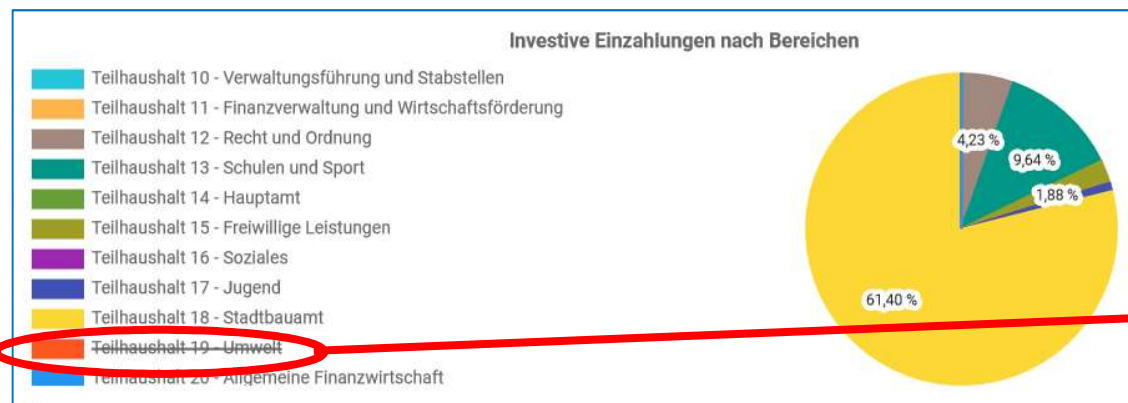 Investive Einzahlungen nach Bereichen
Teilhaushalt 10 - Verwaltungsführung und Stabstellen
Teilhaushalt 11 - Finanzverwaltung und Wirtschaftsförderung
Teilhaushalt 12 - Recht und Ordnung
Teilhaushalt 13 - Schulen und Sport
Teilhaushalt 14 - Hauptamt
Teilhaushalt 15 - Freiwillige Leistungen
Teilhaushalt 16 - Soziales
Teilhaushalt 17 - Jugend
Teilhaushalt 18 - Stadtbauamt
Teilhaushalt 19 - Umwelt
Teilhaushalt 20 - Allgemeine Finanzwirtschaft
4,23 %
9,64 %
1,88 %
61,40 %